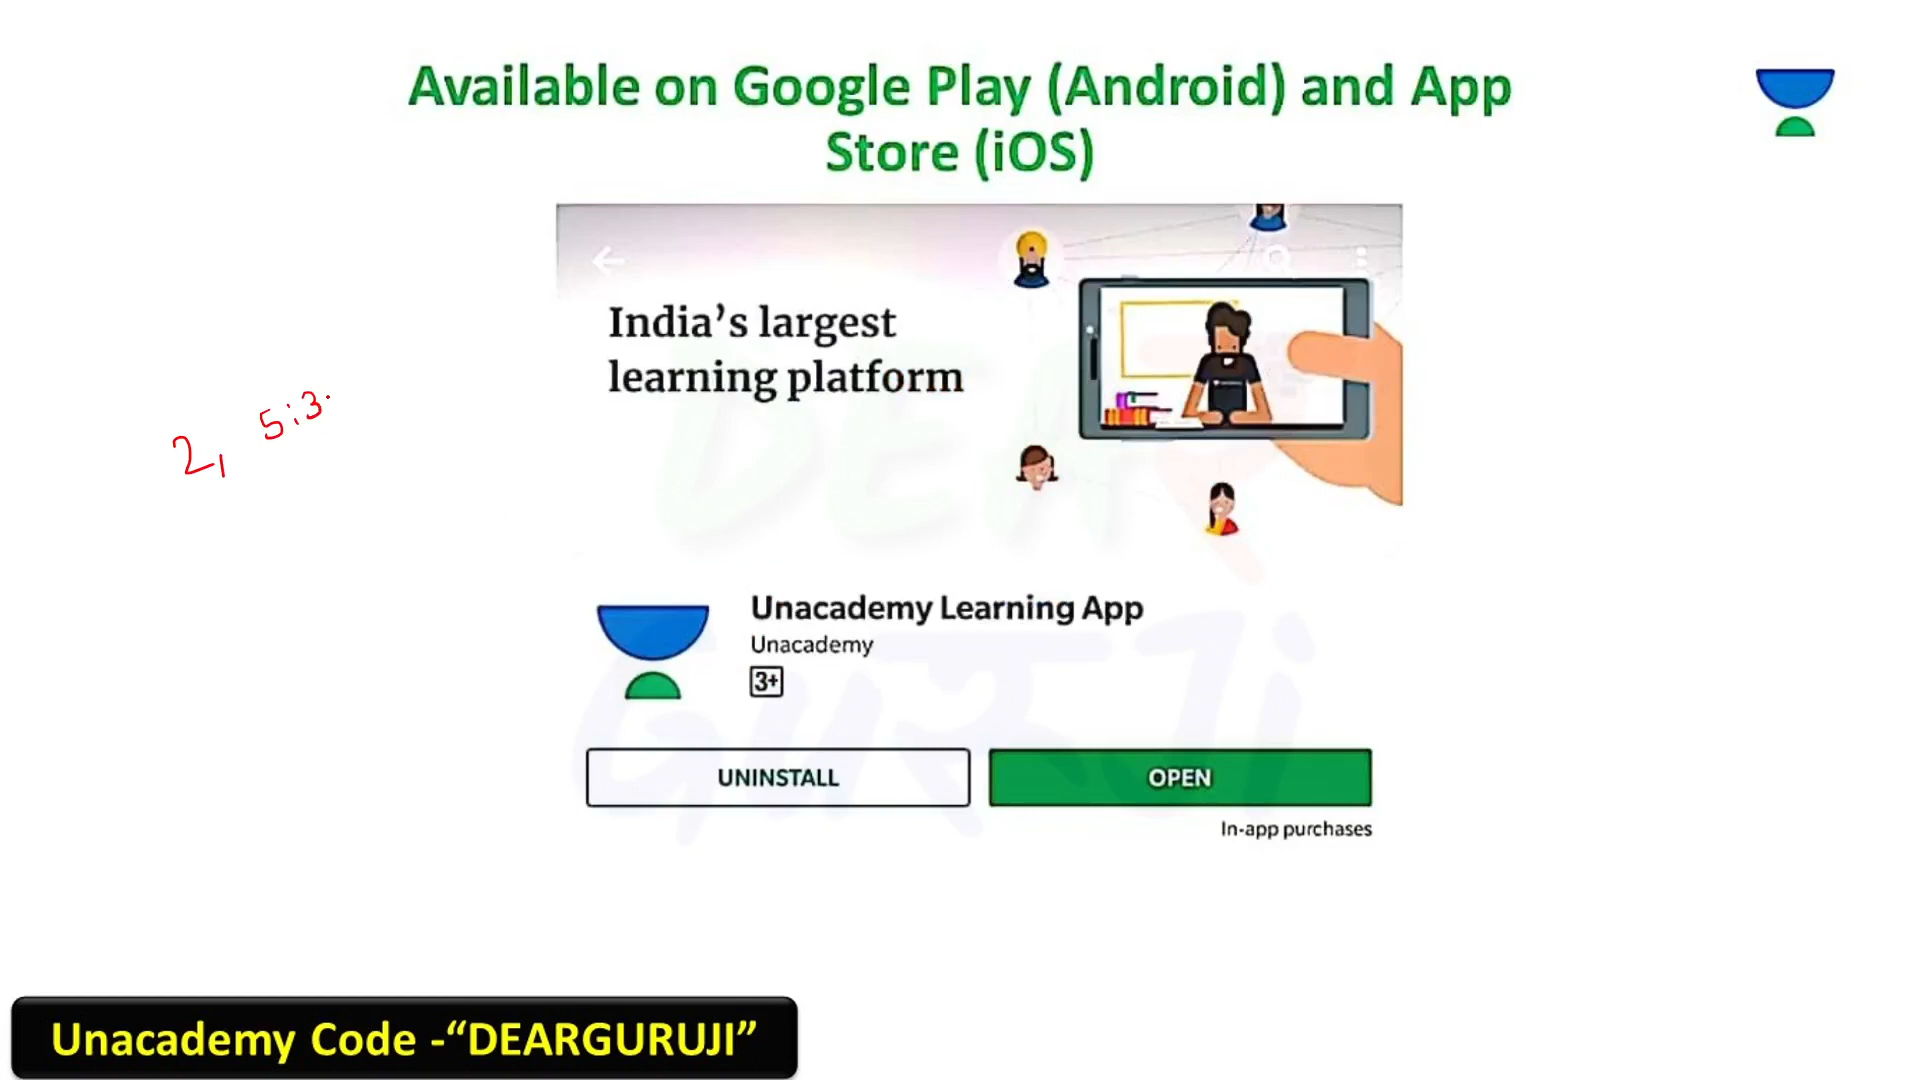 Available on Google Play (Android) and App
Store (iOS)
India's largest
learning platform
2, 5:3.
Unacademy Learning App
Unacademy
3+
UNINSTALL
OPEN
In-app purchases
Unacademy Code -“DEARGURUJI”